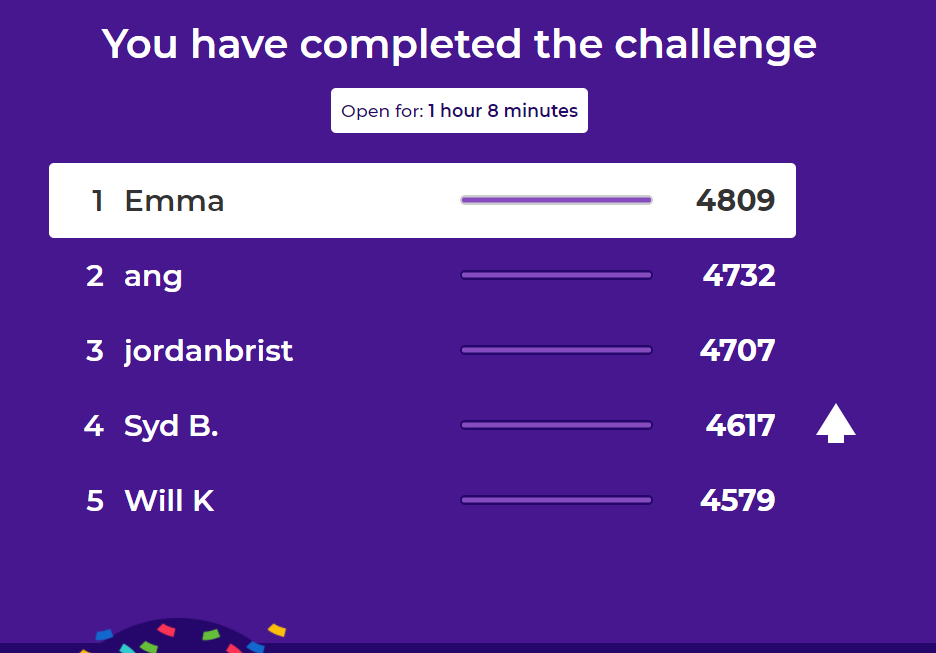 You have completed the challenge
Open for: 1 hour 8 minutes
1 Emma 4809
2 ang 4732
3 jordanbrist 4707
4 Syd B. 4617
5 Will K 4579